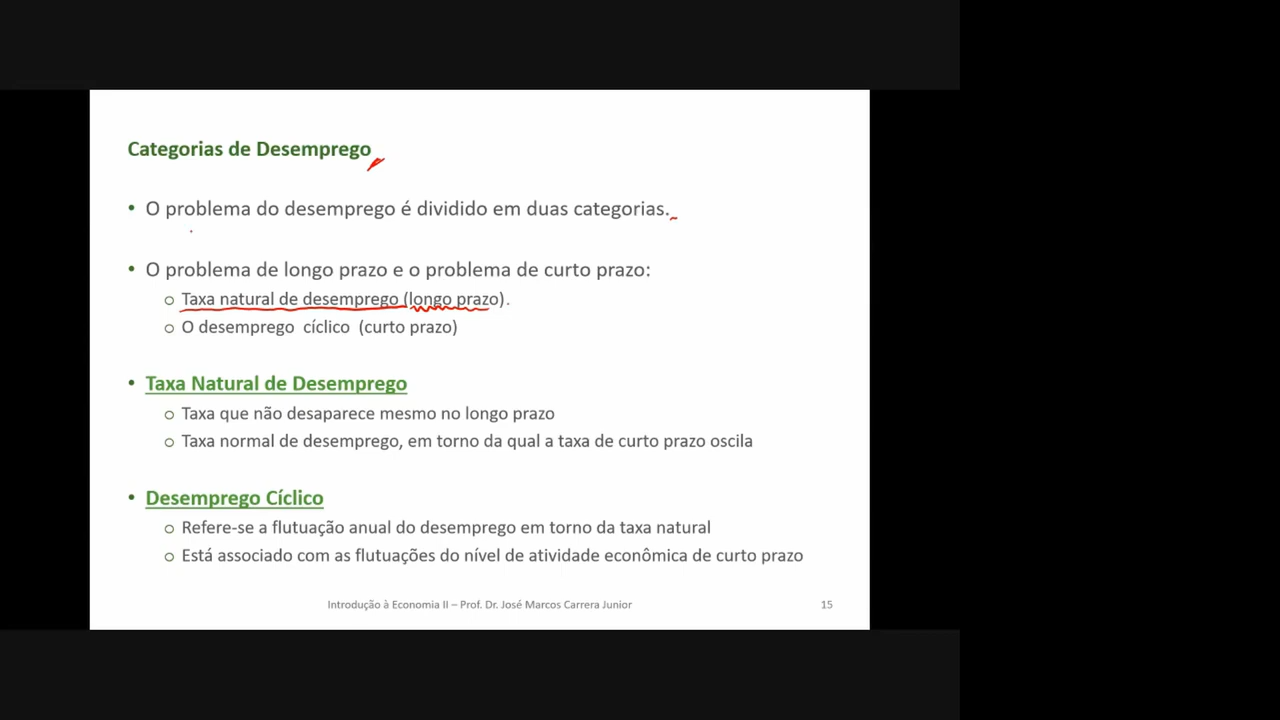 Categorias de Desemprego
• O problema do desemprego é dividido em duas categorias.
• O problema de longo prazo e o problema de curto prazo:
o Taxa natural de desemprego (longo prazo).
o O desemprego cíclico (curto prazo)
• Taxa Natural de Desemprego
o Taxa que não desaparece mesmo no longo prazo
o Taxa normal de desemprego, em torno da qual a taxa de curto prazo oscila
• Desemprego Cíclico
o Refere-se a flutuação anual do desemprego em torno da taxa natural
o Está associado com as flutuações do nível de atividade econômica de curto prazo
Introdução à Economia II – Prof. Dr. José Marcos Carrera Junior 15